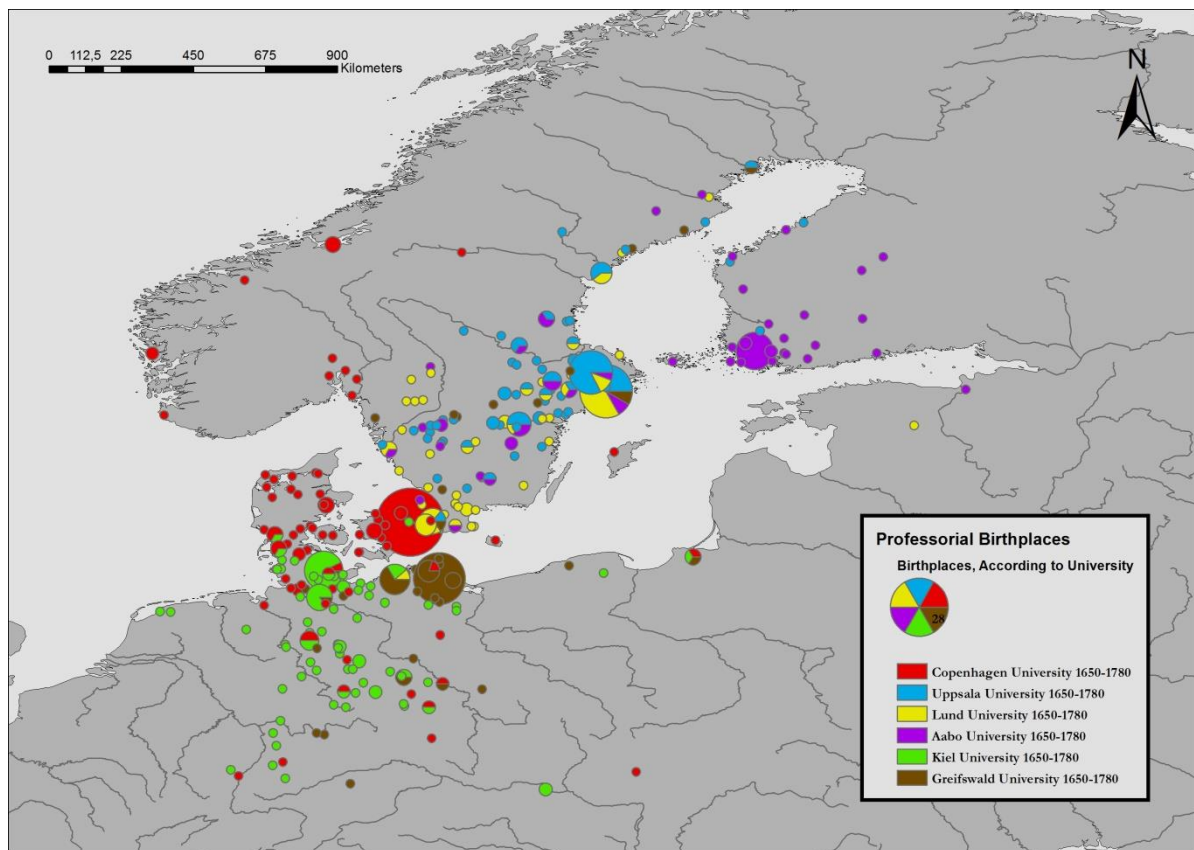 0 112,5 225 450 675 900
Kilometers
N
Professorial Birthplaces
Birthplaces, According to University
28
Copenhagen University 1650-1780
Uppsala University 1650-1780
Lund University 1650-1780
Aabo University 1650-1780
Kiel University 1650-1780
Greifswald University 1650-1780